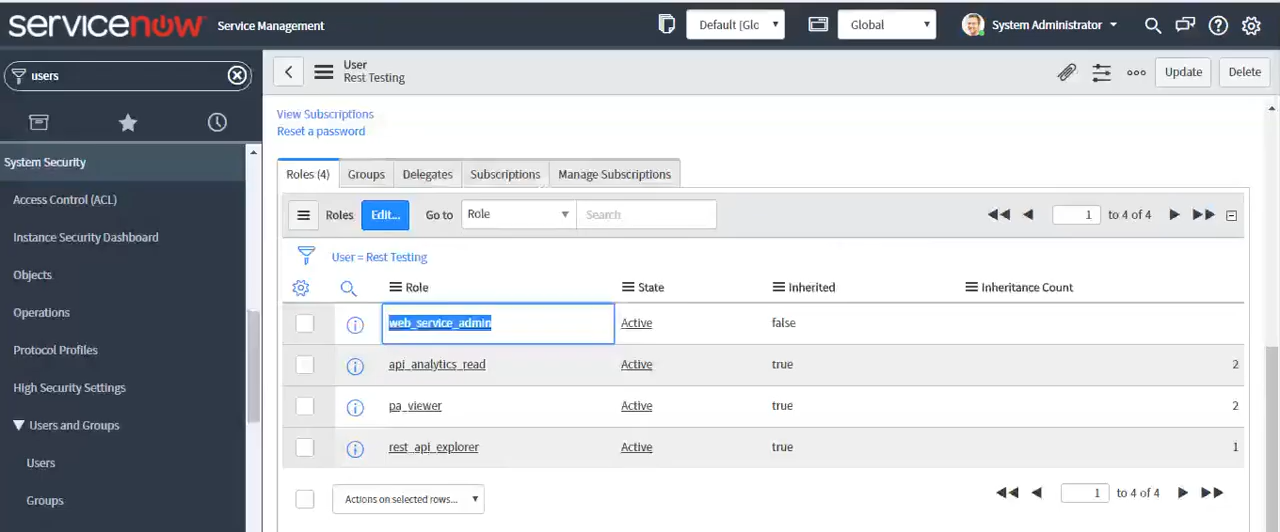 servicenow Service Management
Default [Glc
Global
System Administrator
users
User
Rest Testing
Update
Delete
System Security
Access Control (ACL)
Instance Security Dashboard
Objects
Operations
Protocol Profiles
High Security Settings
Users and Groups
Users
Groups
View Subscriptions
Reset a password
Roles (4) Groups Delegates Subscriptions Manage Subscriptions
Roles Edit... Go to Role Search 1 to 4 of 4
User = Rest Testing
Role State Inherited Inheritance Count
web_service_admin Active false
api_analytics_read Active true 2
pa_viewer Active true 2
rest_api_explorer Active true 1
Actions on selected rows... 1 to 4 of 4